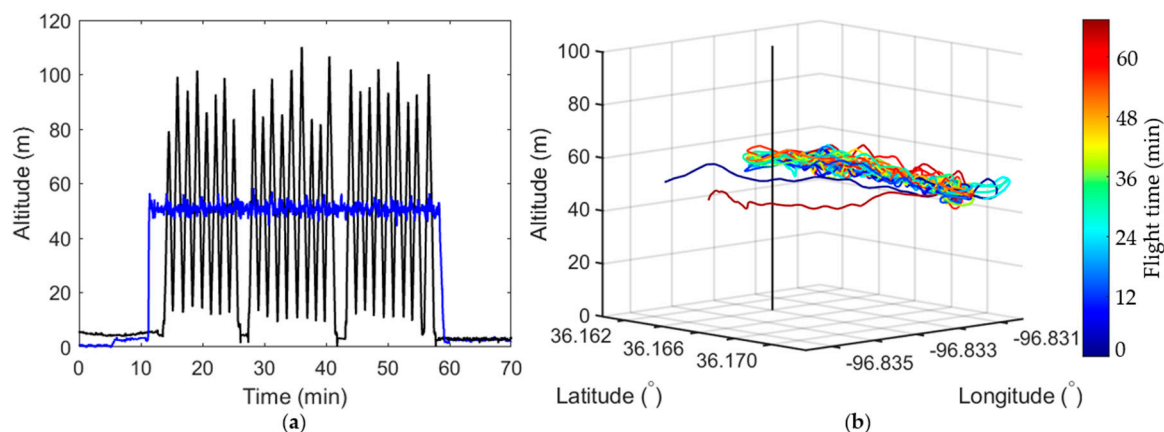 120
100
80
60
40
20
0
Altitude (m)
0 10 20 30 40 50 60 70
Time (min)
(a)
100
80
60
40
20
0
Altitude (m)
36.162
36.166
36.170
Latitude (°)
-96.835
-96.833
-96.831
Longitude (°)
(b)
60
48
36
24
12
0
Flight time (min)